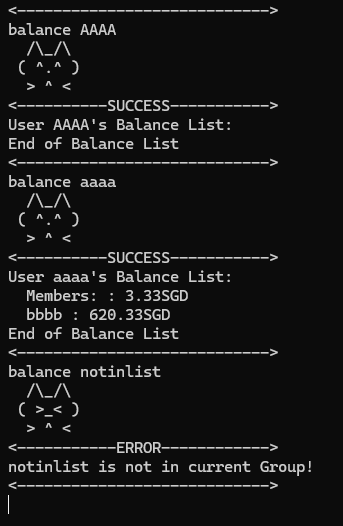 <--------------------------->
balance AAAA
  /\_/\
 ( ^.^ )
  > ^ <
<----------SUCCESS---------->
User AAAA's Balance List:
End of Balance List
<--------------------------->
balance aaaa
  /\_/\
 ( ^.^ )
  > ^ <
<----------SUCCESS---------->
User aaaa's Balance List:
  Members: : 3.33SGD
  bbbb : 620.33SGD
End of Balance List
<--------------------------->
balance notinlist
  /\_/\
 ( >_< )
  > ^ <
<-----------ERROR----------->
notinlist is not in current Group!
<--------------------------->